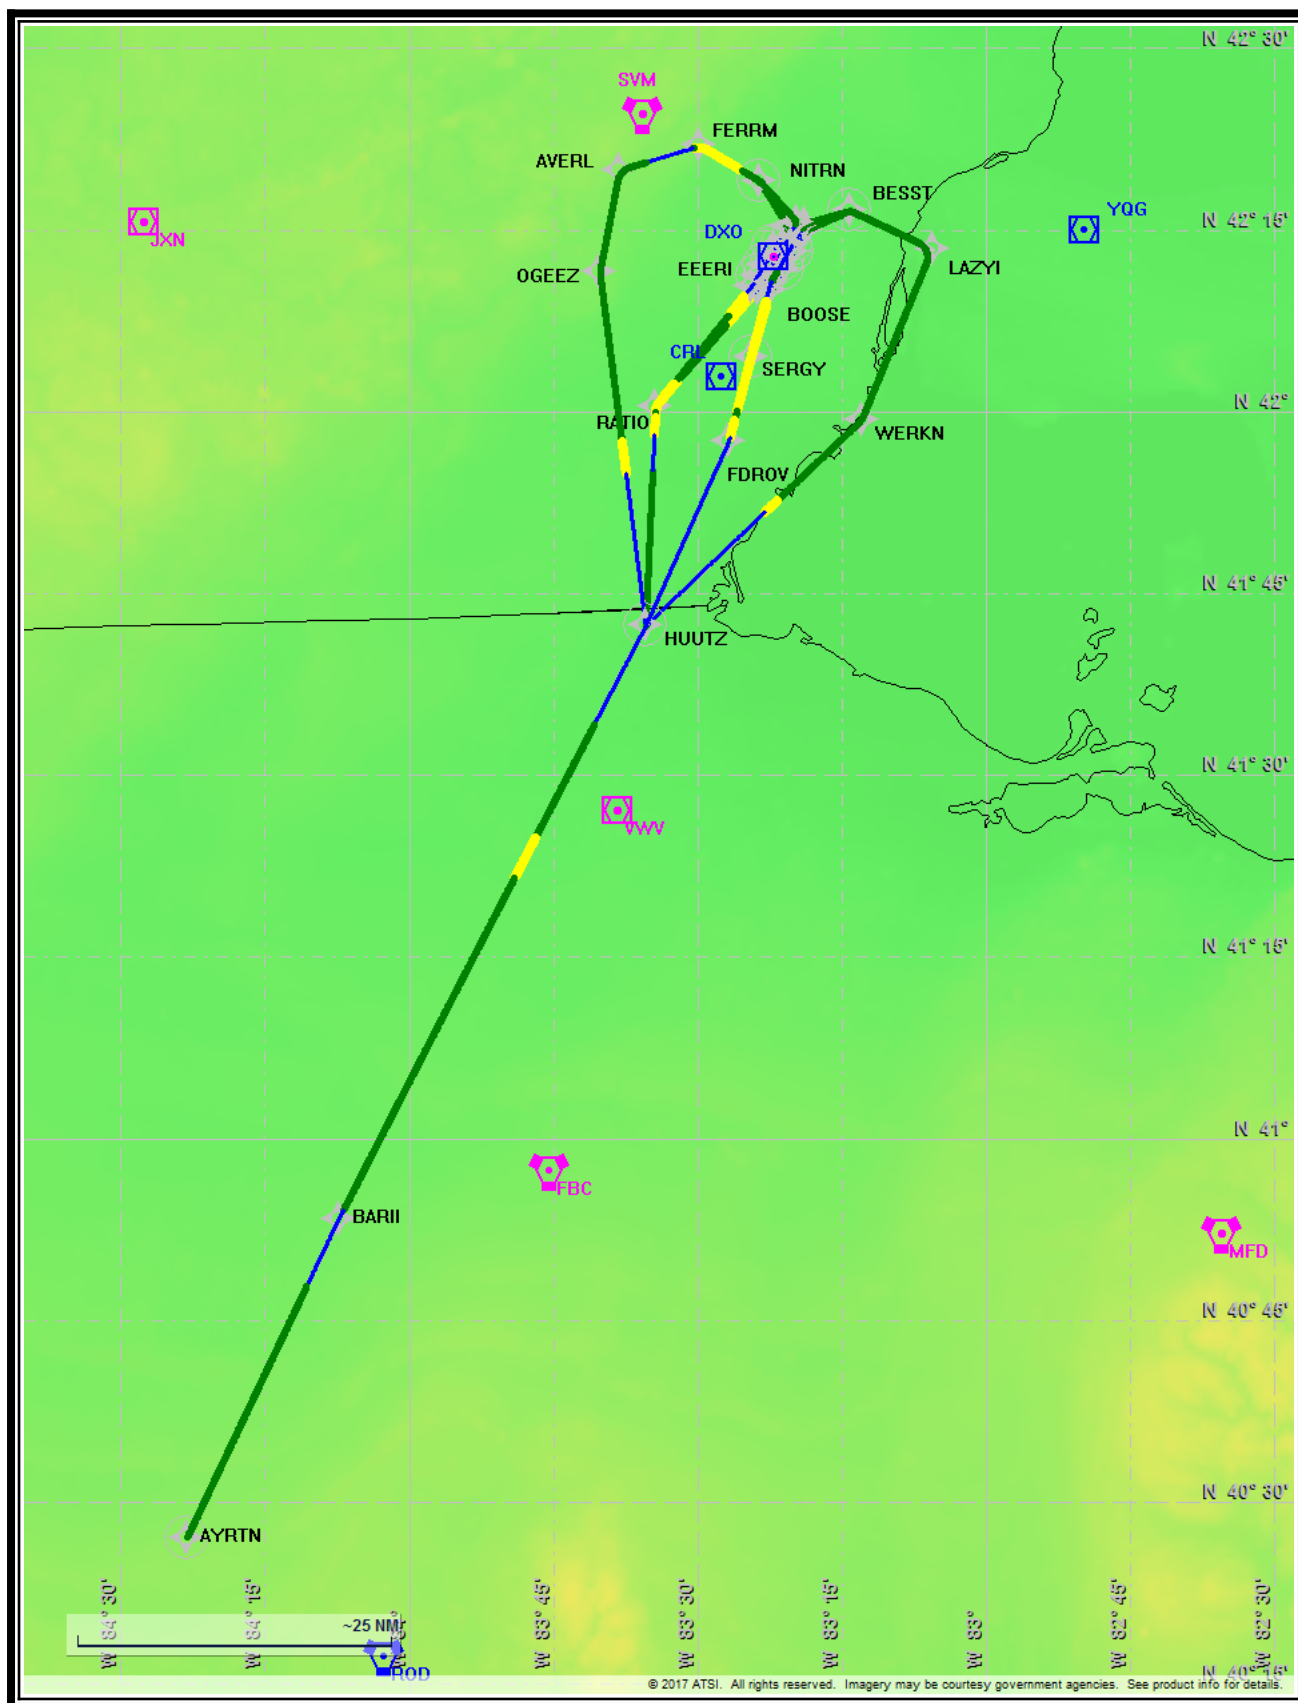 N 42° 30'
SVM
FERRM
AVERL
NITRN
BESST
YQG
N 42° 15'
DXO
JXN
EEERI
LAZYI
OGEEZ
BOOSE
CRL
SERGY
N 42°
RATIO
WERKN
FDROV
N 41° 45'
HUUTZ
N 41° 30'
VWV
N 41° 15'
N 41°
FBC
BARII
MFD
N 40° 45'
N 40° 30'
AYRTN
W 84° 30'
W 84° 15'
W 83° 45'
W 83° 30'
W 83° 15'
W 83°
W 82° 45'
W 82° 30'
~25 NM
ROD
N 40° 15'
© 2017 ATSI. All rights reserved. Imagery may be courtesy government agencies. See product info for details.